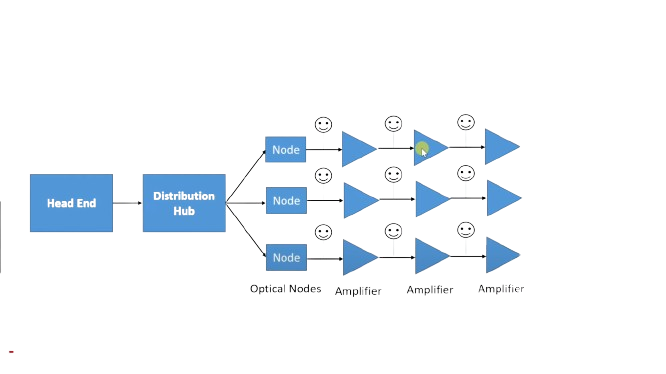 Node
Head End
Distribution
Hub
Node
Node
Optical Nodes
Amplifier
Amplifier
Amplifier